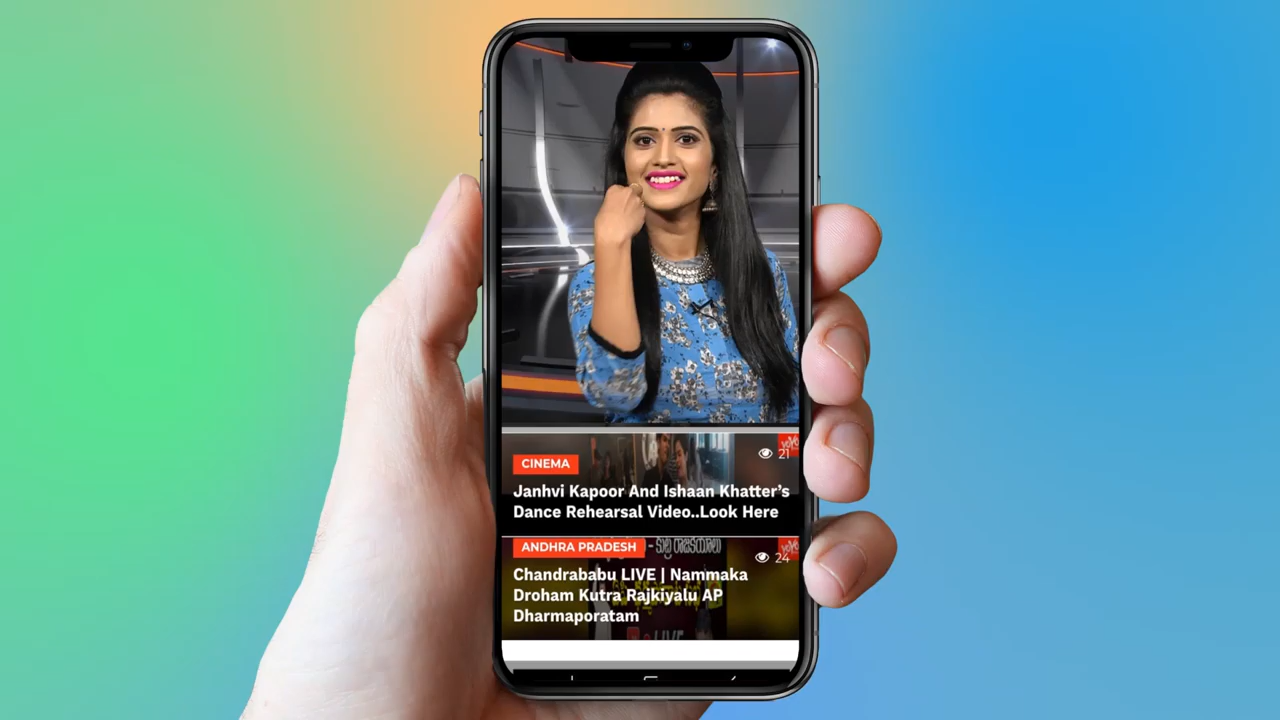 CINEMA
21
Janhvi Kapoor And Ishaan Khatter's
Dance Rehearsal Video..Look Here
ANDHRA PRADESH
24
Chandrababu LIVE | Nammaka
Droham Kutra Rajkiyalu AP
Dharmaporatam
LIVE